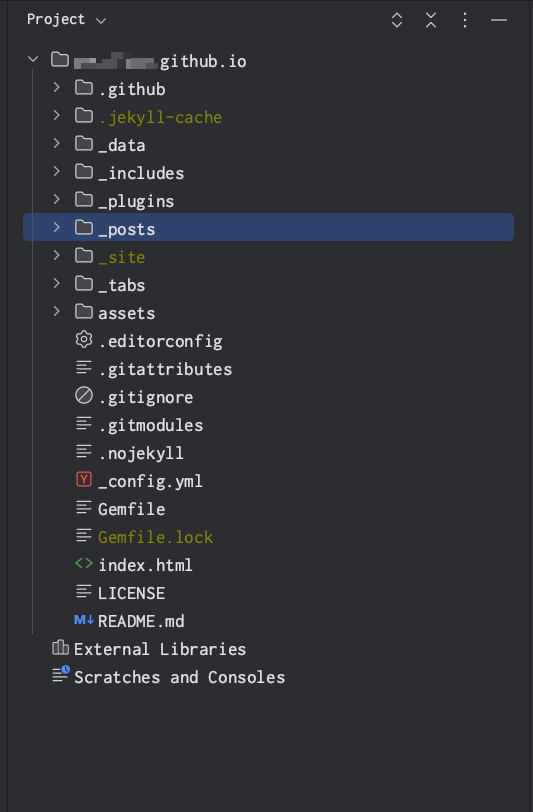 Project
github.io
.github
.jekyll-cache
_data
_includes
_plugins
_posts
_site
_tabs
assets
.editorconfig
.gitattributes
.gitignore
.gitmodules
.nojekyll
_config.yml
Gemfile
Gemfile.lock
index.html
LICENSE
README.md
External Libraries
Scratches and Consoles